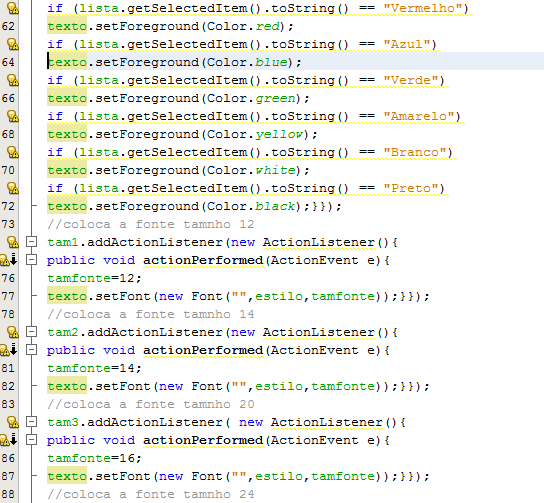 if (lista.getSelectedItem().toString() == "Vermelho")
62 texto.setForeground(Color.red);
if (lista.getSelectedItem().toString() == "Azul")
64 texto.setForeground(Color.blue);
if (lista.getSelectedItem().toString() == "Verde")
66 texto.setForeground(Color.green);
if (lista.getSelectedItem().toString() == "Amarelo")
68 texto.setForeground(Color.yellow);
if (lista.getSelectedItem().toString() == "Branco")
70 texto.setForeground(Color.white);
if (lista.getSelectedItem().toString() == "Preto")
72 texto.setForeground(Color.black);}});
73 //coloca a fonte tamnho 12
tam1.addActionListener(new ActionListener(){
public void actionPerformed(ActionEvent e){
76 tamfonte=12;
77 texto.setFont(new Font("",estilo,tamfonte));}});
78 //coloca a fonte tamnho 14
tam2.addActionListener(new ActionListener(){
public void actionPerformed(ActionEvent e){
81 tamfonte=14;
82 texto.setFont(new Font("",estilo,tamfonte));}});
83 //coloca a fonte tamnho 20
tam3.addActionListener( new ActionListener(){
public void actionPerformed(ActionEvent e){
86 tamfonte=16;
87 texto.setFont(new Font("",estilo,tamfonte));}});
88 //coloca a fonte tamnho 24